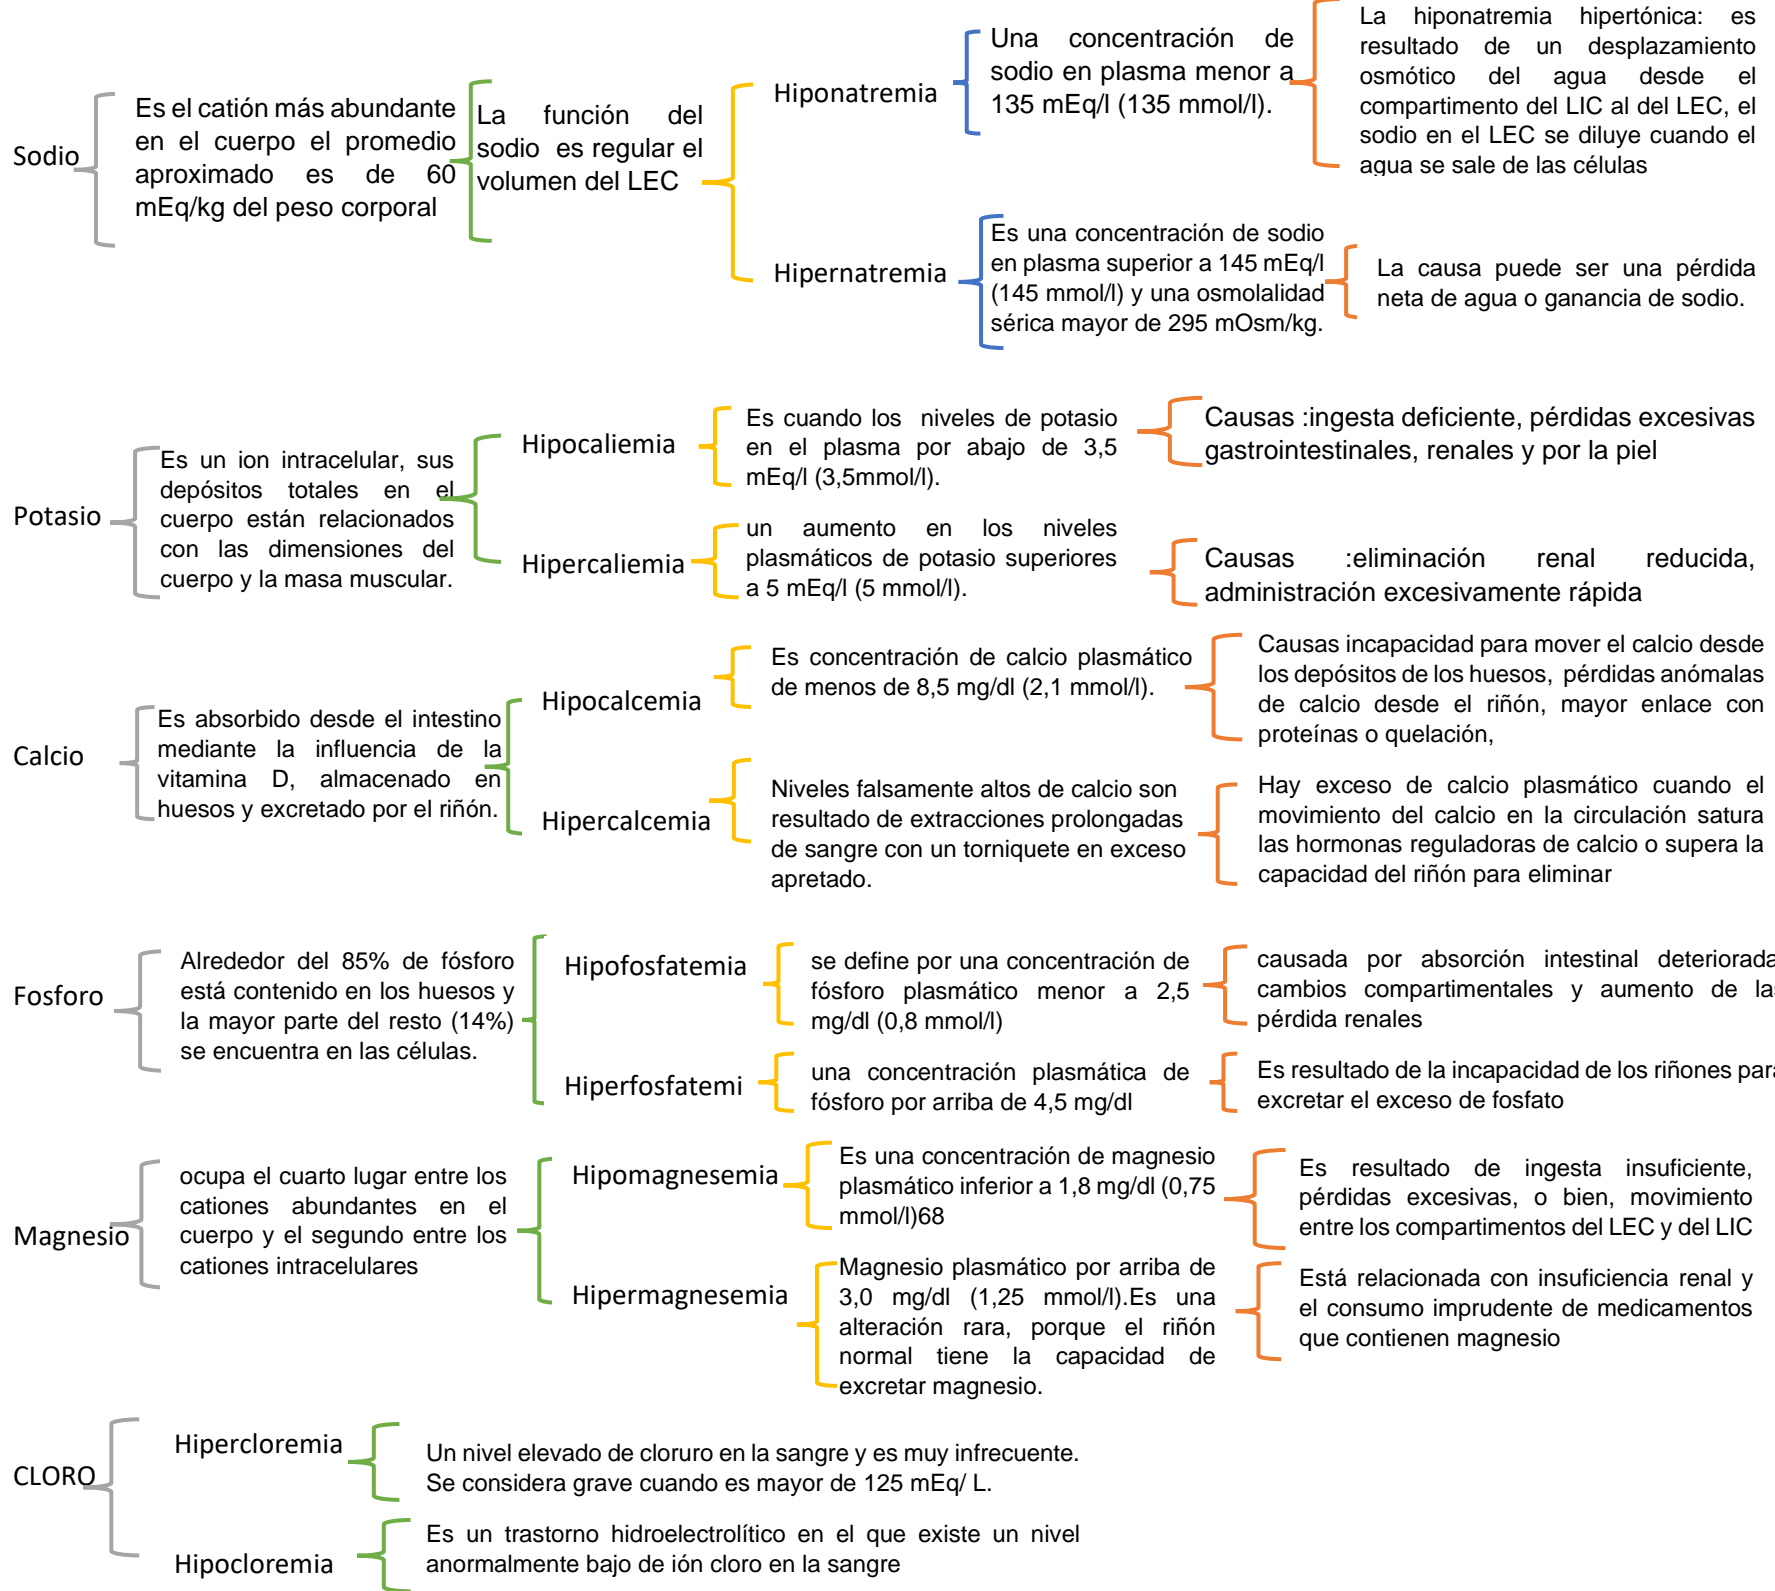 Sodio
Es el catión más abundante
en el cuerpo el promedio
aproximado es de 60
mEq/kg del peso corporal
La función del
sodio es regular el
volumen del LEC
Hiponatremia
Una concentración de
sodio en plasma menor a
135 mEq/l (135 mmol/l).
La hiponatremia hipertónica: es
resultado de un desplazamiento
osmótico del agua desde el
compartimento del LIC al del LEC, el
sodio en el LEC se diluye cuando el
agua se sale de las células
Hipernatremia
Es una concentración de sodio
en plasma superior a 145 mEq/l
(145 mmol/l) y una osmolalidad
sérica mayor de 295 mOsm/kg.
La causa puede ser una pérdida
neta de agua o ganancia de sodio.
Potasio
Es un ion intracelular, sus
depósitos totales en el
cuerpo están relacionados
con las dimensiones del
cuerpo y la masa muscular.
Hipocaliemia
Es cuando los niveles de potasio
en el plasma por abajo de 3,5
mEq/l (3,5mmol/l).
Causas :ingesta deficiente, pérdidas excesivas
gastrointestinales, renales y por la piel
Hipercaliemia
un aumento en los niveles
plasmáticos de potasio superiores
a 5 mEq/l (5 mmol/l).
Causas :eliminación renal reducida,
administración excesivamente rápida
Calcio
Es absorbido desde el intestino
mediante la influencia de la
vitamina D, almacenado en
huesos y excretado por el riñón.
Hipocalcemia
Es concentración de calcio plasmático
de menos de 8,5 mg/dl (2,1 mmol/l).
Causas incapacidad para mover el calcio desde
los depósitos de los huesos, pérdidas anómalas
de calcio desde el riñón, mayor enlace con
proteínas o quelación,
Hipercalcemia
Niveles falsamente altos de calcio son
resultado de extracciones prolongadas
de sangre con un torniquete en exceso
apretado.
Hay exceso de calcio plasmático cuando el
movimiento del calcio en la circulación satura
las hormonas reguladoras de calcio o supera la
capacidad del riñón para eliminar
Fosforo
Alrededor del 85% de fósforo
está contenido en los huesos y
la mayor parte del resto (14%)
se encuentra en las células.
Hipofosfatemia
se define por una concentración de
fósforo plasmático menor a 2,5
mg/dl (0,8 mmol/l)
causada por absorción intestinal deteriorada
cambios compartimentales y aumento de las
pérdida renales
Hiperfosfatemi
una concentración plasmática de
fósforo por arriba de 4,5 mg/dl
Es resultado de la incapacidad de los riñones para
excretar el exceso de fosfato
Magnesio
ocupa el cuarto lugar entre los
cationes abundantes en el
cuerpo y el segundo entre los
cationes intracelulares
Hipomagnesemia
Es una concentración de magnesio
plasmático inferior a 1,8 mg/dl (0,75
mmol/l)68
Es resultado de ingesta insuficiente,
pérdidas excesivas, o bien, movimiento
entre los compartimentos del LEC y del LIC
Hipermagnesemia
Magnesio plasmático por arriba de
3,0 mg/dl (1,25 mmol/l).Es una
alteración rara, porque el riñón
normal tiene la capacidad de
excretar magnesio.
Está relacionada con insuficiencia renal y
el consumo imprudente de medicamentos
que contienen magnesio
CLORO
Hipercloremia
Un nivel elevado de cloruro en la sangre y es muy infrecuente.
Se considera grave cuando es mayor de 125 mEq/ L.
Hipocloremia
Es un trastorno hidroelectrolítico en el que existe un nivel
anormalmente bajo de ión cloro en la sangre